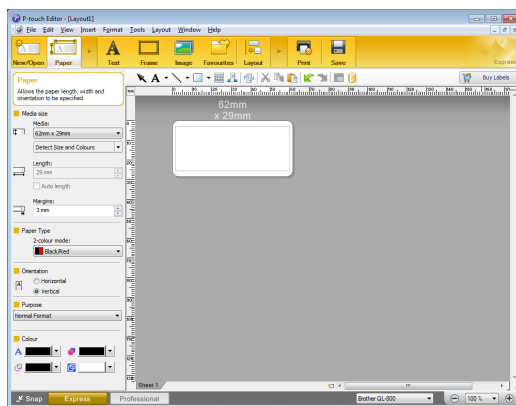 P-touch Editor - [Layout1]
File Edit View Insert Format Tools Layout Window Help
New/Open Paper Text Frame Image Favourites Layout Print Save Express
Paper
Allows the paper length, width and
orientation to be specified.
Buy Labels
Media size
Media:
62mm x 29mm
Detect Size and Colours
Length:
29 mm
Auto length
Margins:
3 mm
Paper Type
2-colour mode:
Black/Red
Orientation
Horizontal
Vertical
Purpose
Normal Format
Colour
62mm
x 29mm
Sheet 1
Snap Express Professional Brother QL-800 100 %